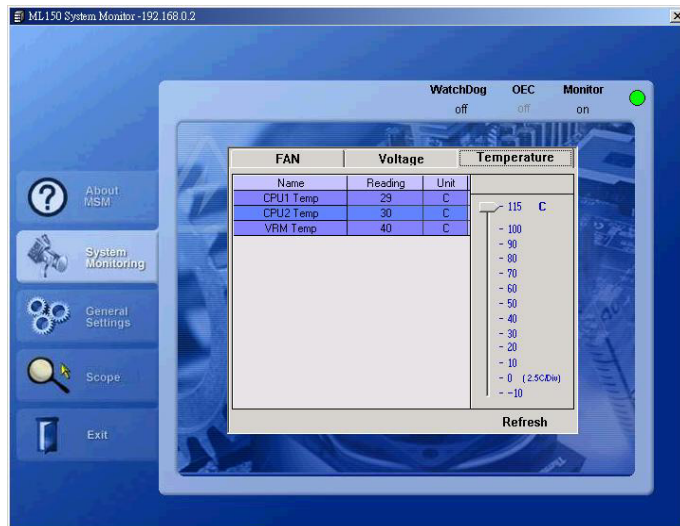 ML150 System Monitor -192.168.0.2
WatchDog OEC Monitor
off off on
FAN Voltage Temperature
Name Reading Unit
CPU1 Temp 29 C
CPU2 Temp 30 C
VRM Temp 40 C
115 C
100
90
80
70
60
50
40
30
20
10
0 (2.5C/Div)
-10
Refresh
About
MSM
System
Monitoring
General
Settings
Scope
Exit